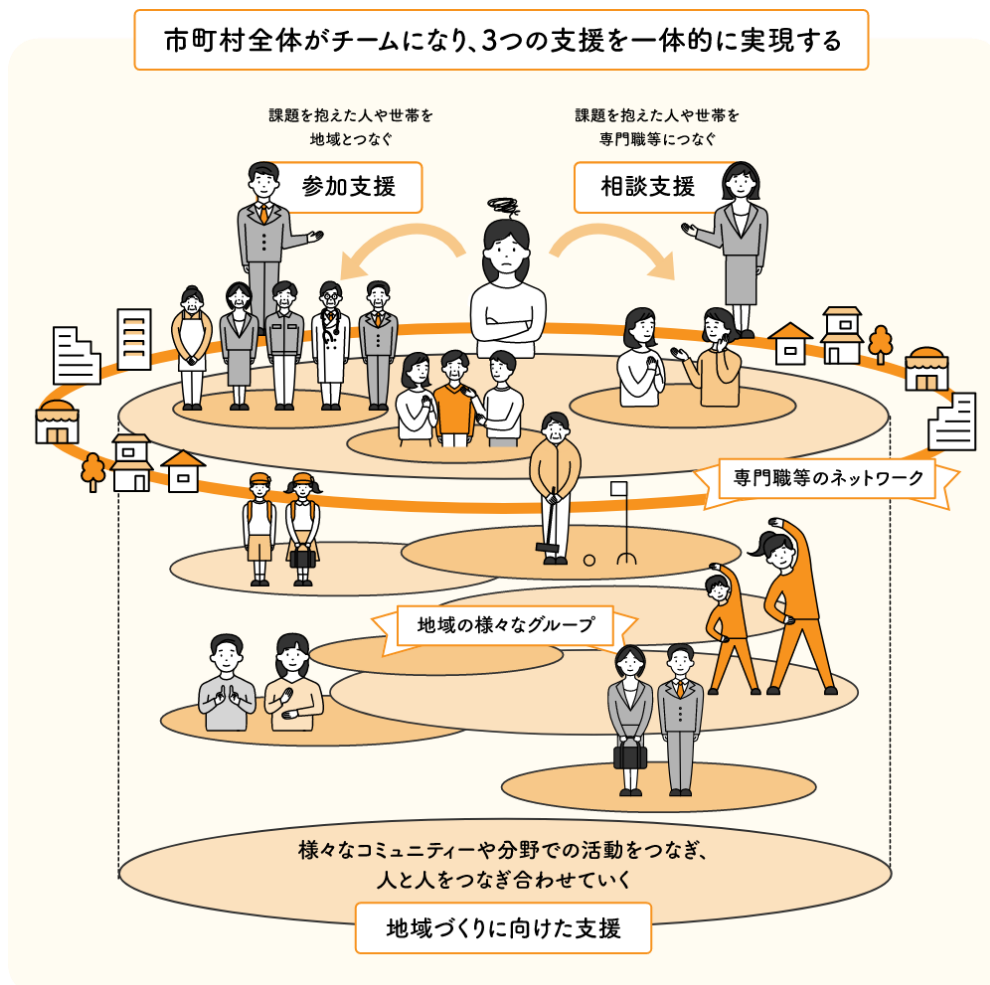 市町村全体がチームになり、3つの支援を一体的に実現する
課題を抱えた人や世帯を
地域とつなぐ
参加支援
課題を抱えた人や世帯を
専門職等につなぐ
相談支援
専門職等のネットワーク
地域の様々なグループ
様々なコミュニティーや分野での活動をつなぎ、
人と人をつなぎ合わせていく
地域づくりに向けた支援